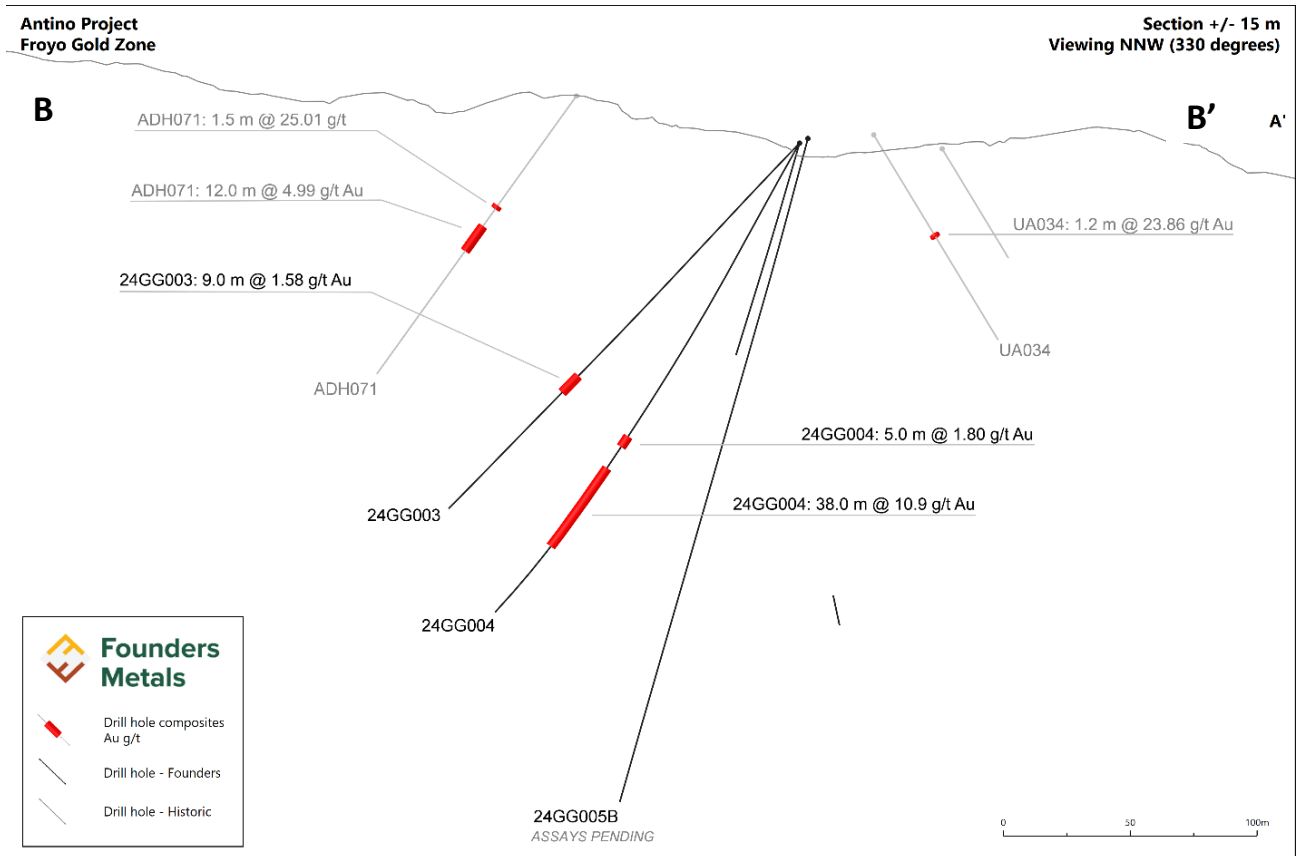 Antino Project
Froyo Gold Zone
Section +/- 15 m
Viewing NNW (330 degrees)
B
B’
A'
ADH071: 1.5 m @ 25.01 g/t
ADH071: 12.0 m @ 4.99 g/t Au
UA034: 1.2 m @ 23.86 g/t Au
24GG003: 9.0 m @ 1.58 g/t Au
UA034
ADH071
24GG004: 5.0 m @ 1.80 g/t Au
24GG004: 38.0 m @ 10.9 g/t Au
24GG003
24GG004
24GG005B
ASSAYS PENDING
Founders
Metals
Drill hole composites
Au g/t
Drill hole - Founders
Drill hole - Historic
0 50 100m